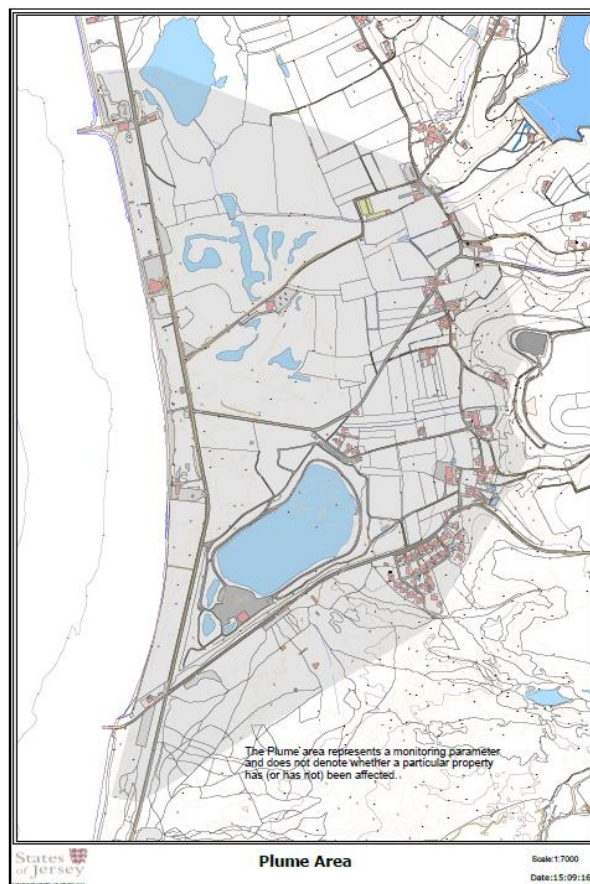 The Plume area represents a monitoring parameter
and does not denote whether a particular property
has (or has not) been affected.
States
of Jersey
Plume Area
Scale:1:7000
Date:15:09:16